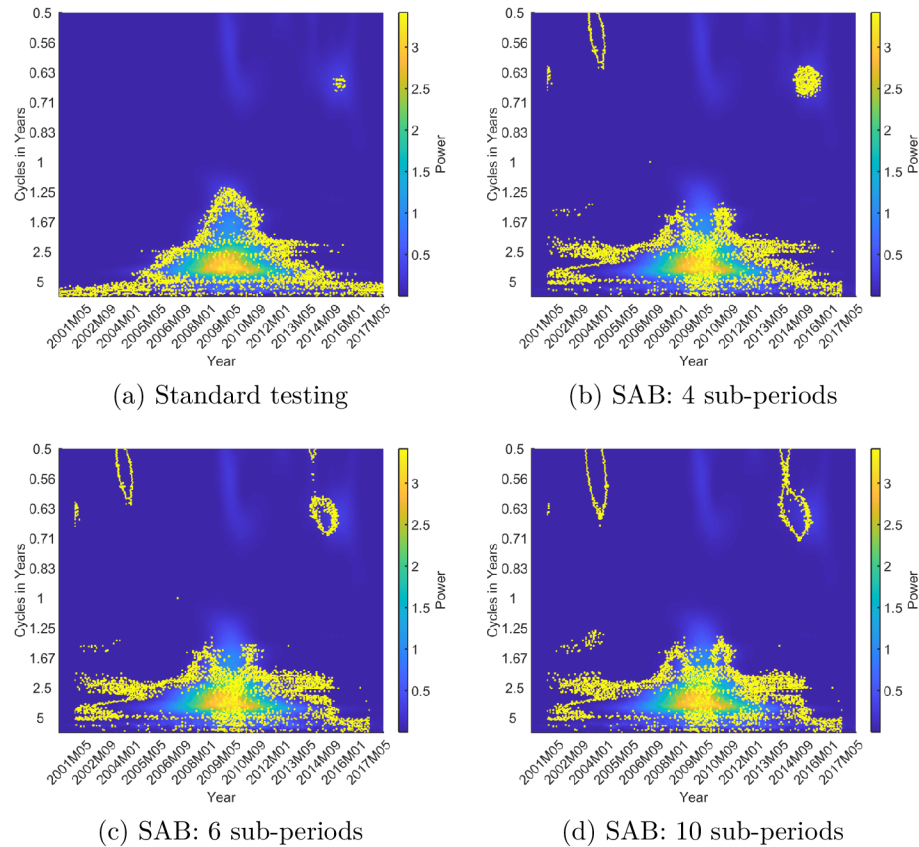 0.5
0.56
0.63
0.71
0.83
1
1.25
1.67
2.5
5
Cycles in Years
2001M05
2002M09
2004M01
2005M05
2006M09
2008M01
2009M05
2010M09
2012M01
2013M05
2014M09
2016M01
2017M05
Year
3
2.5
2
1.5
1
0.5
Power
(a) Standard testing
0.5
0.56
0.63
0.71
0.83
1
1.25
1.67
2.5
5
Cycles in Years
2001M05
2002M09
2004M01
2005M05
2006M09
2008M01
2009M05
2010M09
2012M01
2013M05
2014M09
2016M01
2017M05
Year
3
2.5
2
1.5
1
0.5
Power
(b) SAB: 4 sub-periods
0.5
0.56
0.63
0.71
0.83
1
1.25
1.67
2.5
5
Cycles in Years
2001M05
2002M09
2004M01
2005M05
2006M09
2008M01
2009M05
2010M09
2012M01
2013M05
2014M09
2016M01
2017M05
Year
3
2.5
2
1.5
1
0.5
Power
(c) SAB: 6 sub-periods
0.5
0.56
0.63
0.71
0.83
1
1.25
1.67
2.5
5
Cycles in Years
2001M05
2002M09
2004M01
2005M05
2006M09
2008M01
2009M05
2010M09
2012M01
2013M05
2014M09
2016M01
2017M05
Year
3
2.5
2
1.5
1
0.5
Power
(d) SAB: 10 sub-periods